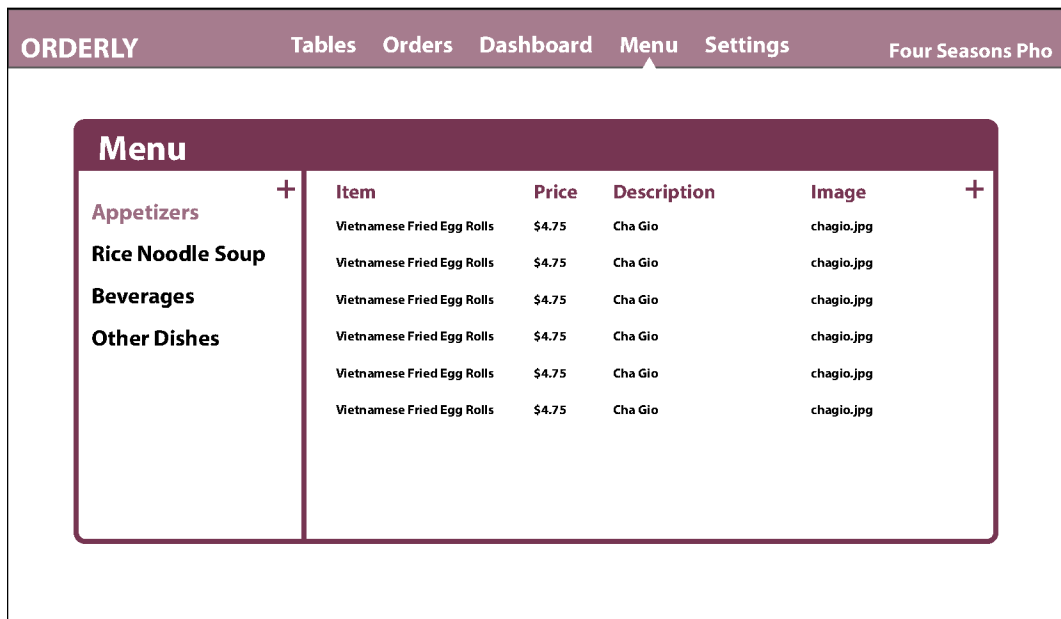 ORDERLY Tables Orders Dashboard Menu Settings Four Seasons Pho
Menu
+
Appetizers
Rice Noodle Soup
Beverages
Other Dishes
Item Price Description Image +
Vietnamese Fried Egg Rolls $4.75 Cha Gio chagio.jpg
Vietnamese Fried Egg Rolls $4.75 Cha Gio chagio.jpg
Vietnamese Fried Egg Rolls $4.75 Cha Gio chagio.jpg
Vietnamese Fried Egg Rolls $4.75 Cha Gio chagio.jpg
Vietnamese Fried Egg Rolls $4.75 Cha Gio chagio.jpg
Vietnamese Fried Egg Rolls $4.75 Cha Gio chagio.jpg